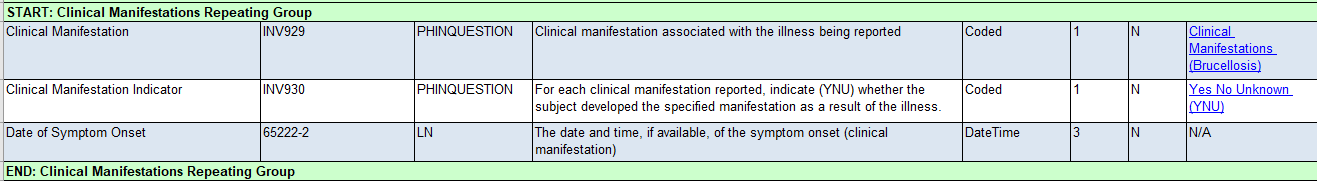 START: Clinical Manifestations Repeating Group
Clinical Manifestation INV929 PHINQUESTION Clinical manifestation associated with the illness being reported Coded 1 N Clinical
Manifestations
(Brucellosis)
Clinical Manifestation Indicator INV930 PHINQUESTION For each clinical manifestation reported, indicate (YNU) whether the Coded 1 N Yes No Unknown
subject developed the specified manifestation as a result of the illness. (YNU)
Date of Symptom Onset 65222-2 LN The date and time, if available, of the symptom onset (clinical DateTime 3 N N/A
manifestation)
END: Clinical Manifestations Repeating Group